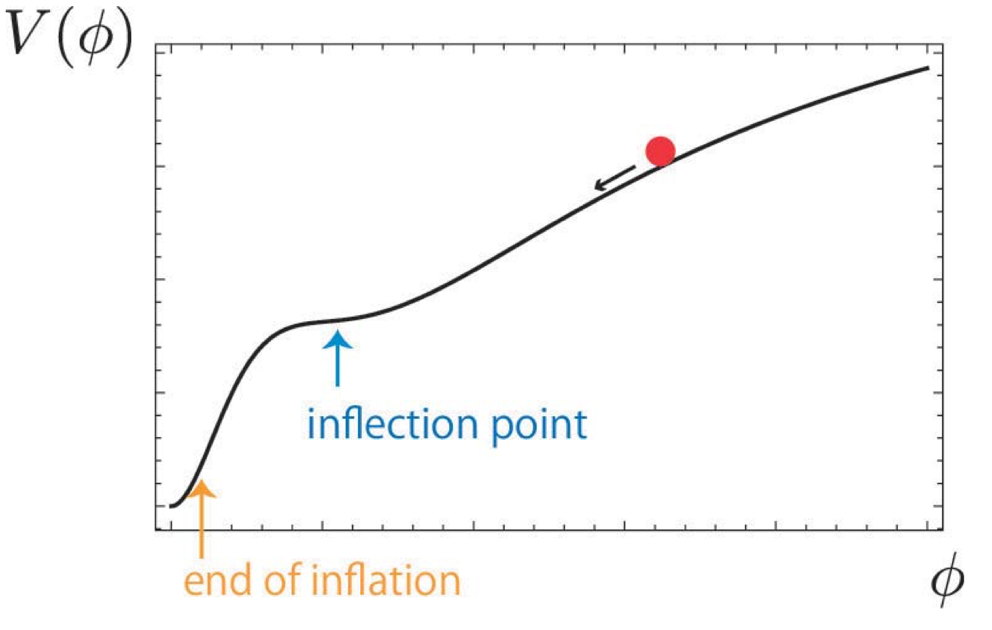 V(ϕ)
inflection point
end of inflation
ϕ